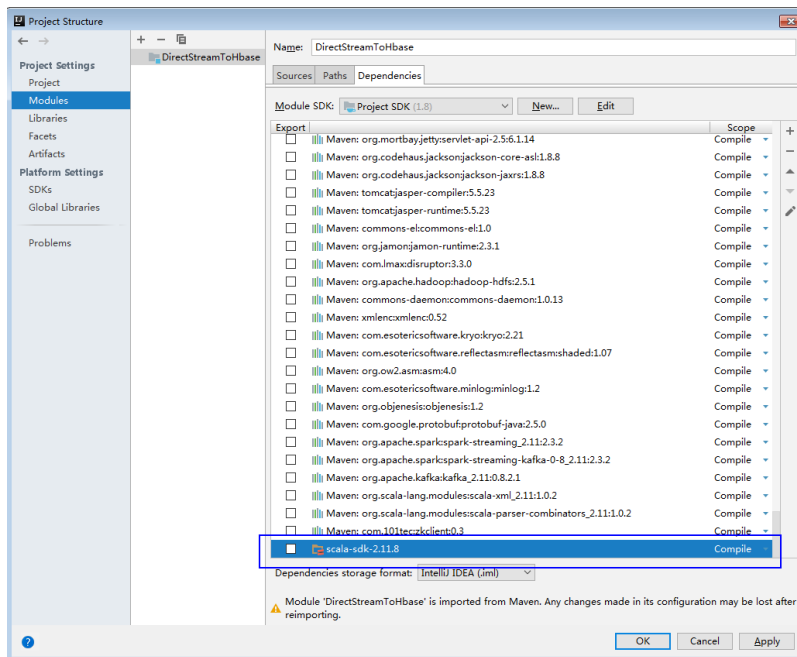 Project Structure
Project Settings
Project
Modules
Libraries
Facets
Artifacts
Platform Settings
SDKs
Global Libraries
Problems
DirectStreamToHbase
Name: DirectStreamToHbase
Sources Paths Dependencies
Module SDK: Project SDK (1.8) New... Edit
Export Scope
Maven: org.mortbay.jetty:servlet-api-2.5:6.1.14 Compile
Maven: org.codehaus.jackson:jackson-core-asl:1.8.8 Compile
Maven: org.codehaus.jackson:jackson-jaxrs:1.8.8 Compile
Maven: tomcat:jasper-compiler:5.5.23 Compile
Maven: tomcat:jasper-runtime:5.5.23 Compile
Maven: commons-el:commons-el:1.0 Compile
Maven: org.jamon:jamon-runtime:2.3.1 Compile
Maven: com.lmax:disruptor:3.3.0 Compile
Maven: org.apache.hadoop:hadoop-hdfs:2.5.1 Compile
Maven: commons-daemon:commons-daemon:1.0.13 Compile
Maven: xmlenc:xmlenc:0.52 Compile
Maven: com.esotericsoftware.kryo:kryo:2.21 Compile
Maven: com.esotericsoftware.reflectasm:reflectasm:shaded:1.07 Compile
Maven: org.ow2.asm:asm:4.0 Compile
Maven: com.esotericsoftware.minlog:minlog:1.2 Compile
Maven: org.objenesis:objenesis:1.2 Compile
Maven: com.google.protobuf:protobuf-java:2.5.0 Compile
Maven: org.apache.spark:spark-streaming_2.11:2.3.2 Compile
Maven: org.apache.spark:spark-streaming-kafka-0-8_2.11:2.3.2 Compile
Maven: org.apache.kafka:kafka_2.11:0.8.2.1 Compile
Maven: org.scala-lang.modules:scala-xml_2.11:1.0.2 Compile
Maven: org.scala-lang.modules:scala-parser-combinators_2.11:1.0.2 Compile
Maven: com.101tec:zkclient:0.3 Compile
scala-sdk-2.11.8 Compile
Dependencies storage format: IntelliJ IDEA (.iml)
Module 'DirectStreamToHbase' is imported from Maven. Any changes made in its configuration may be lost after
reimporting.
OK Cancel Apply